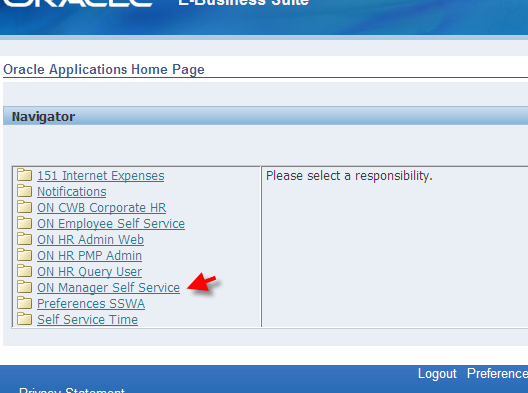 ORACLE E-Business Suite
Oracle Applications Home Page
Navigator
151 Internet Expenses
Notifications
ON CWB Corporate HR
ON Employee Self Service
ON HR Admin Web
ON HR PMP Admin
ON HR Query User
ON Manager Self Service
Preferences SSWA
Self Service Time
Please select a responsibility.
Logout Preference
Privacy Statement